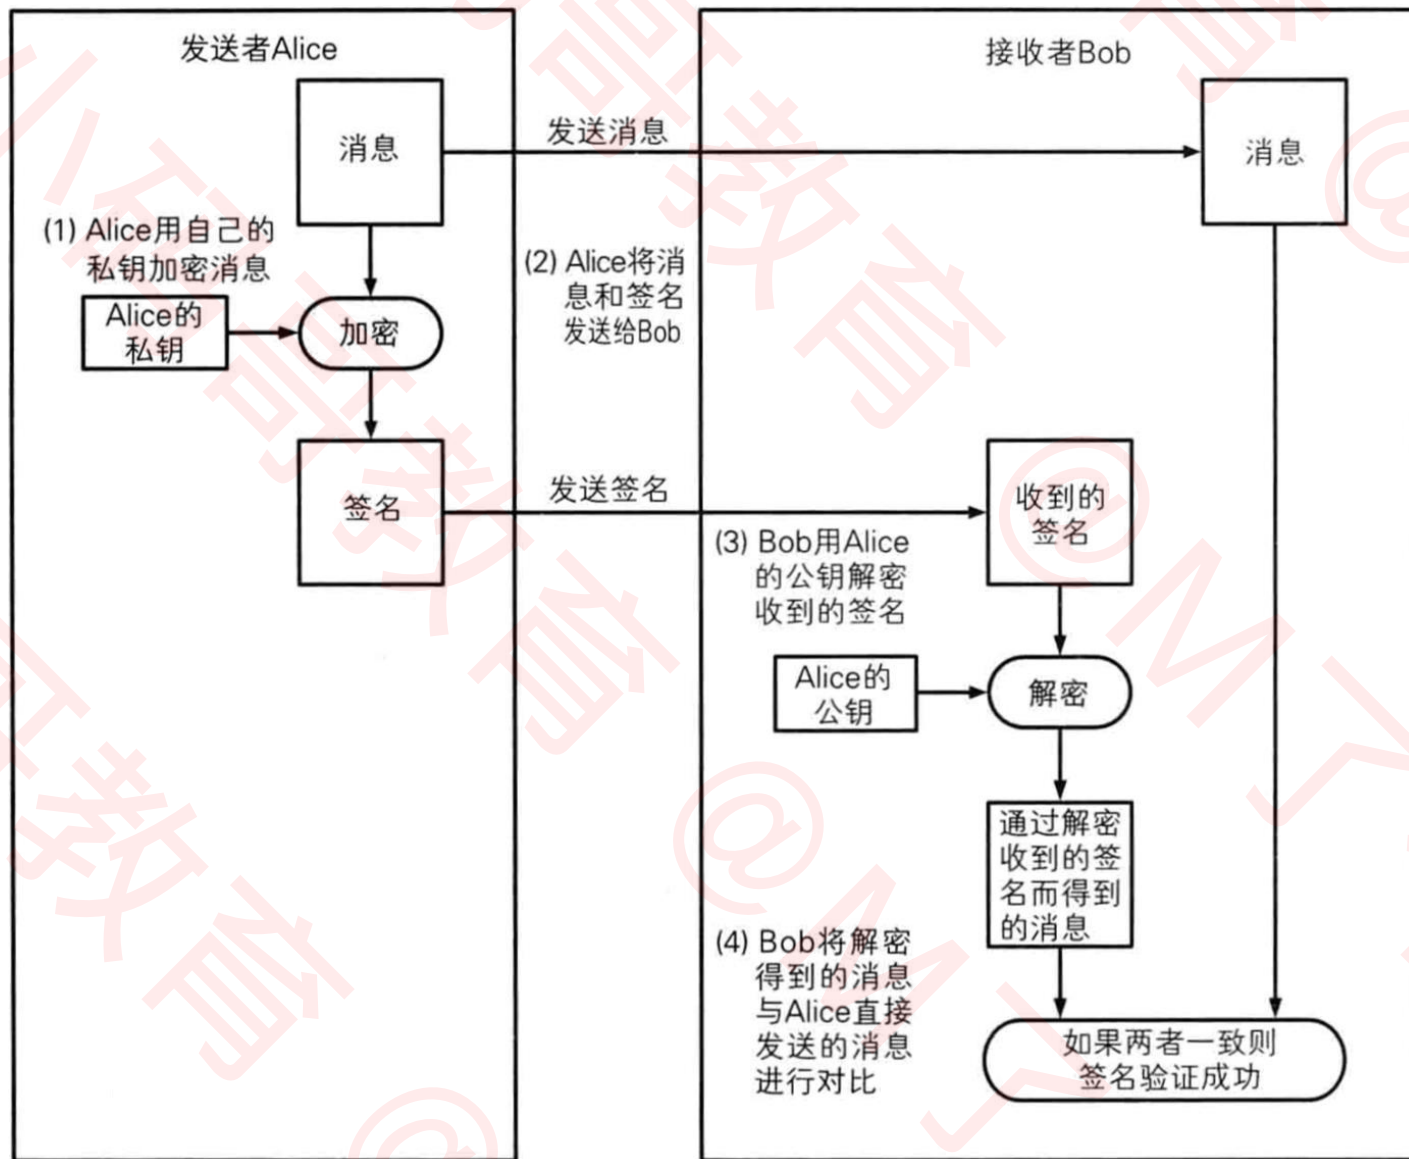 发送者Alice
接收者Bob
消息
发送消息
消息
(1) Alice用自己的
私钥加密消息
(2) Alice将消
息和签名
发送给Bob
Alice的
私钥
加密
签名
发送签名
收到的
签名
(3) Bob用Alice
的公钥解密
收到的签名
Alice的
公钥
解密
通过解密
收到的签
名而得到
的消息
(4) Bob将解密
得到的消息
与Alice直接
发送的消息
进行对比
如果两者一致则
签名验证成功
小码哥教育 @M了